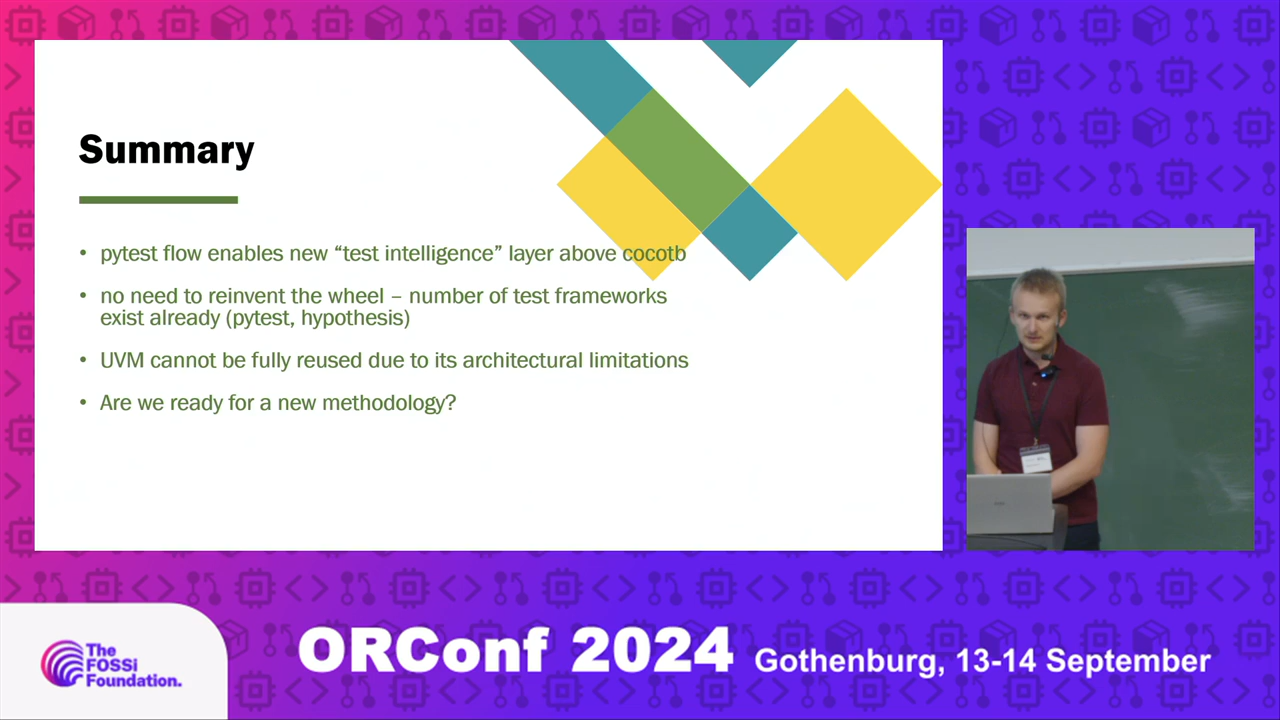 Summary
• pytest flow enables new “test intelligence” layer above cocotb
• no need to reinvent the wheel – number of test frameworks
exist already (pytest, hypothesis)
• UVM cannot be fully reused due to its architectural limitations
• Are we ready for a new methodology?
The
FOSSi
Foundation.
ORConf 2024 Gothenburg, 13-14 September